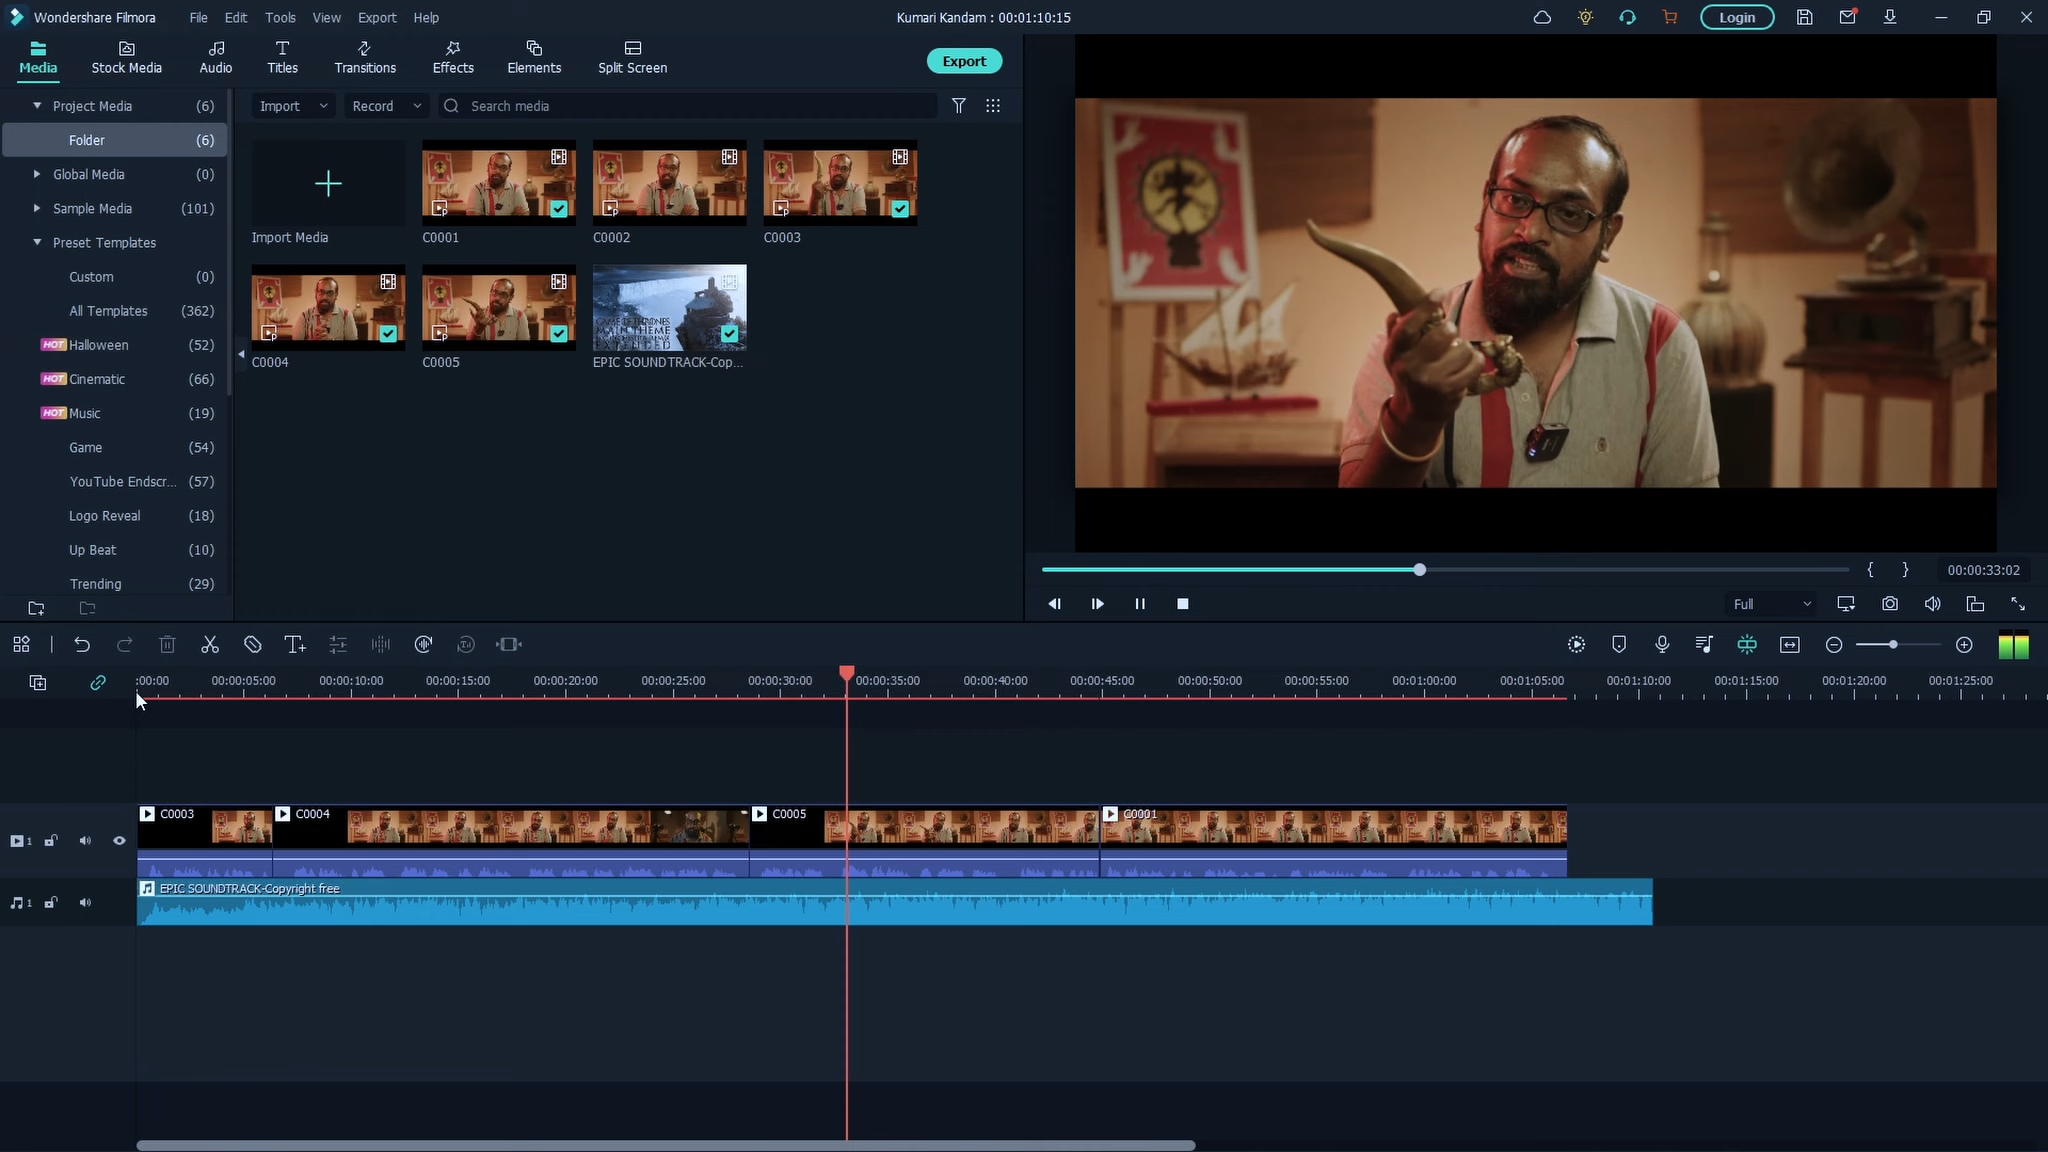 Wondershare Filmora
File Edit Tools View Export Help
Kumari Kandam : 00:01:10:15
Login
Media
Stock Media
Audio
Titles
Transitions
Effects
Elements
Split Screen
Export
Project Media (6)
Folder (6)
Global Media (0)
Sample Media (101)
Preset Templates
Custom (0)
All Templates (362)
HOT Halloween (52)
HOT Cinematic (66)
HOT Music (19)
Game (54)
YouTube Endscr... (57)
Logo Reveal (18)
Up Beat (10)
Trending (29)
Import
Record
Search media
Import Media
C0001
C0002
C0003
GAME OF THRONES
MAIN THEME
EXTENDED
C0004
C0005
EPIC SOUNDTRACK-Cop...
{ } 00:00:33:02
Full
:00:00 00:00:05:00 00:00:10:00 00:00:15:00 00:00:20:00 00:00:25:00 00:00:30:00 00:00:35:00 00:00:40:00 00:00:45:00 00:00:50:00 00:00:55:00 00:01:00:00 00:01:05:00 00:01:10:00 00:01:15:00 00:01:20:00 00:01:25:00
C0003 C0004 C0005 C0001
1
EPIC SOUNDTRACK-Copyright free
1